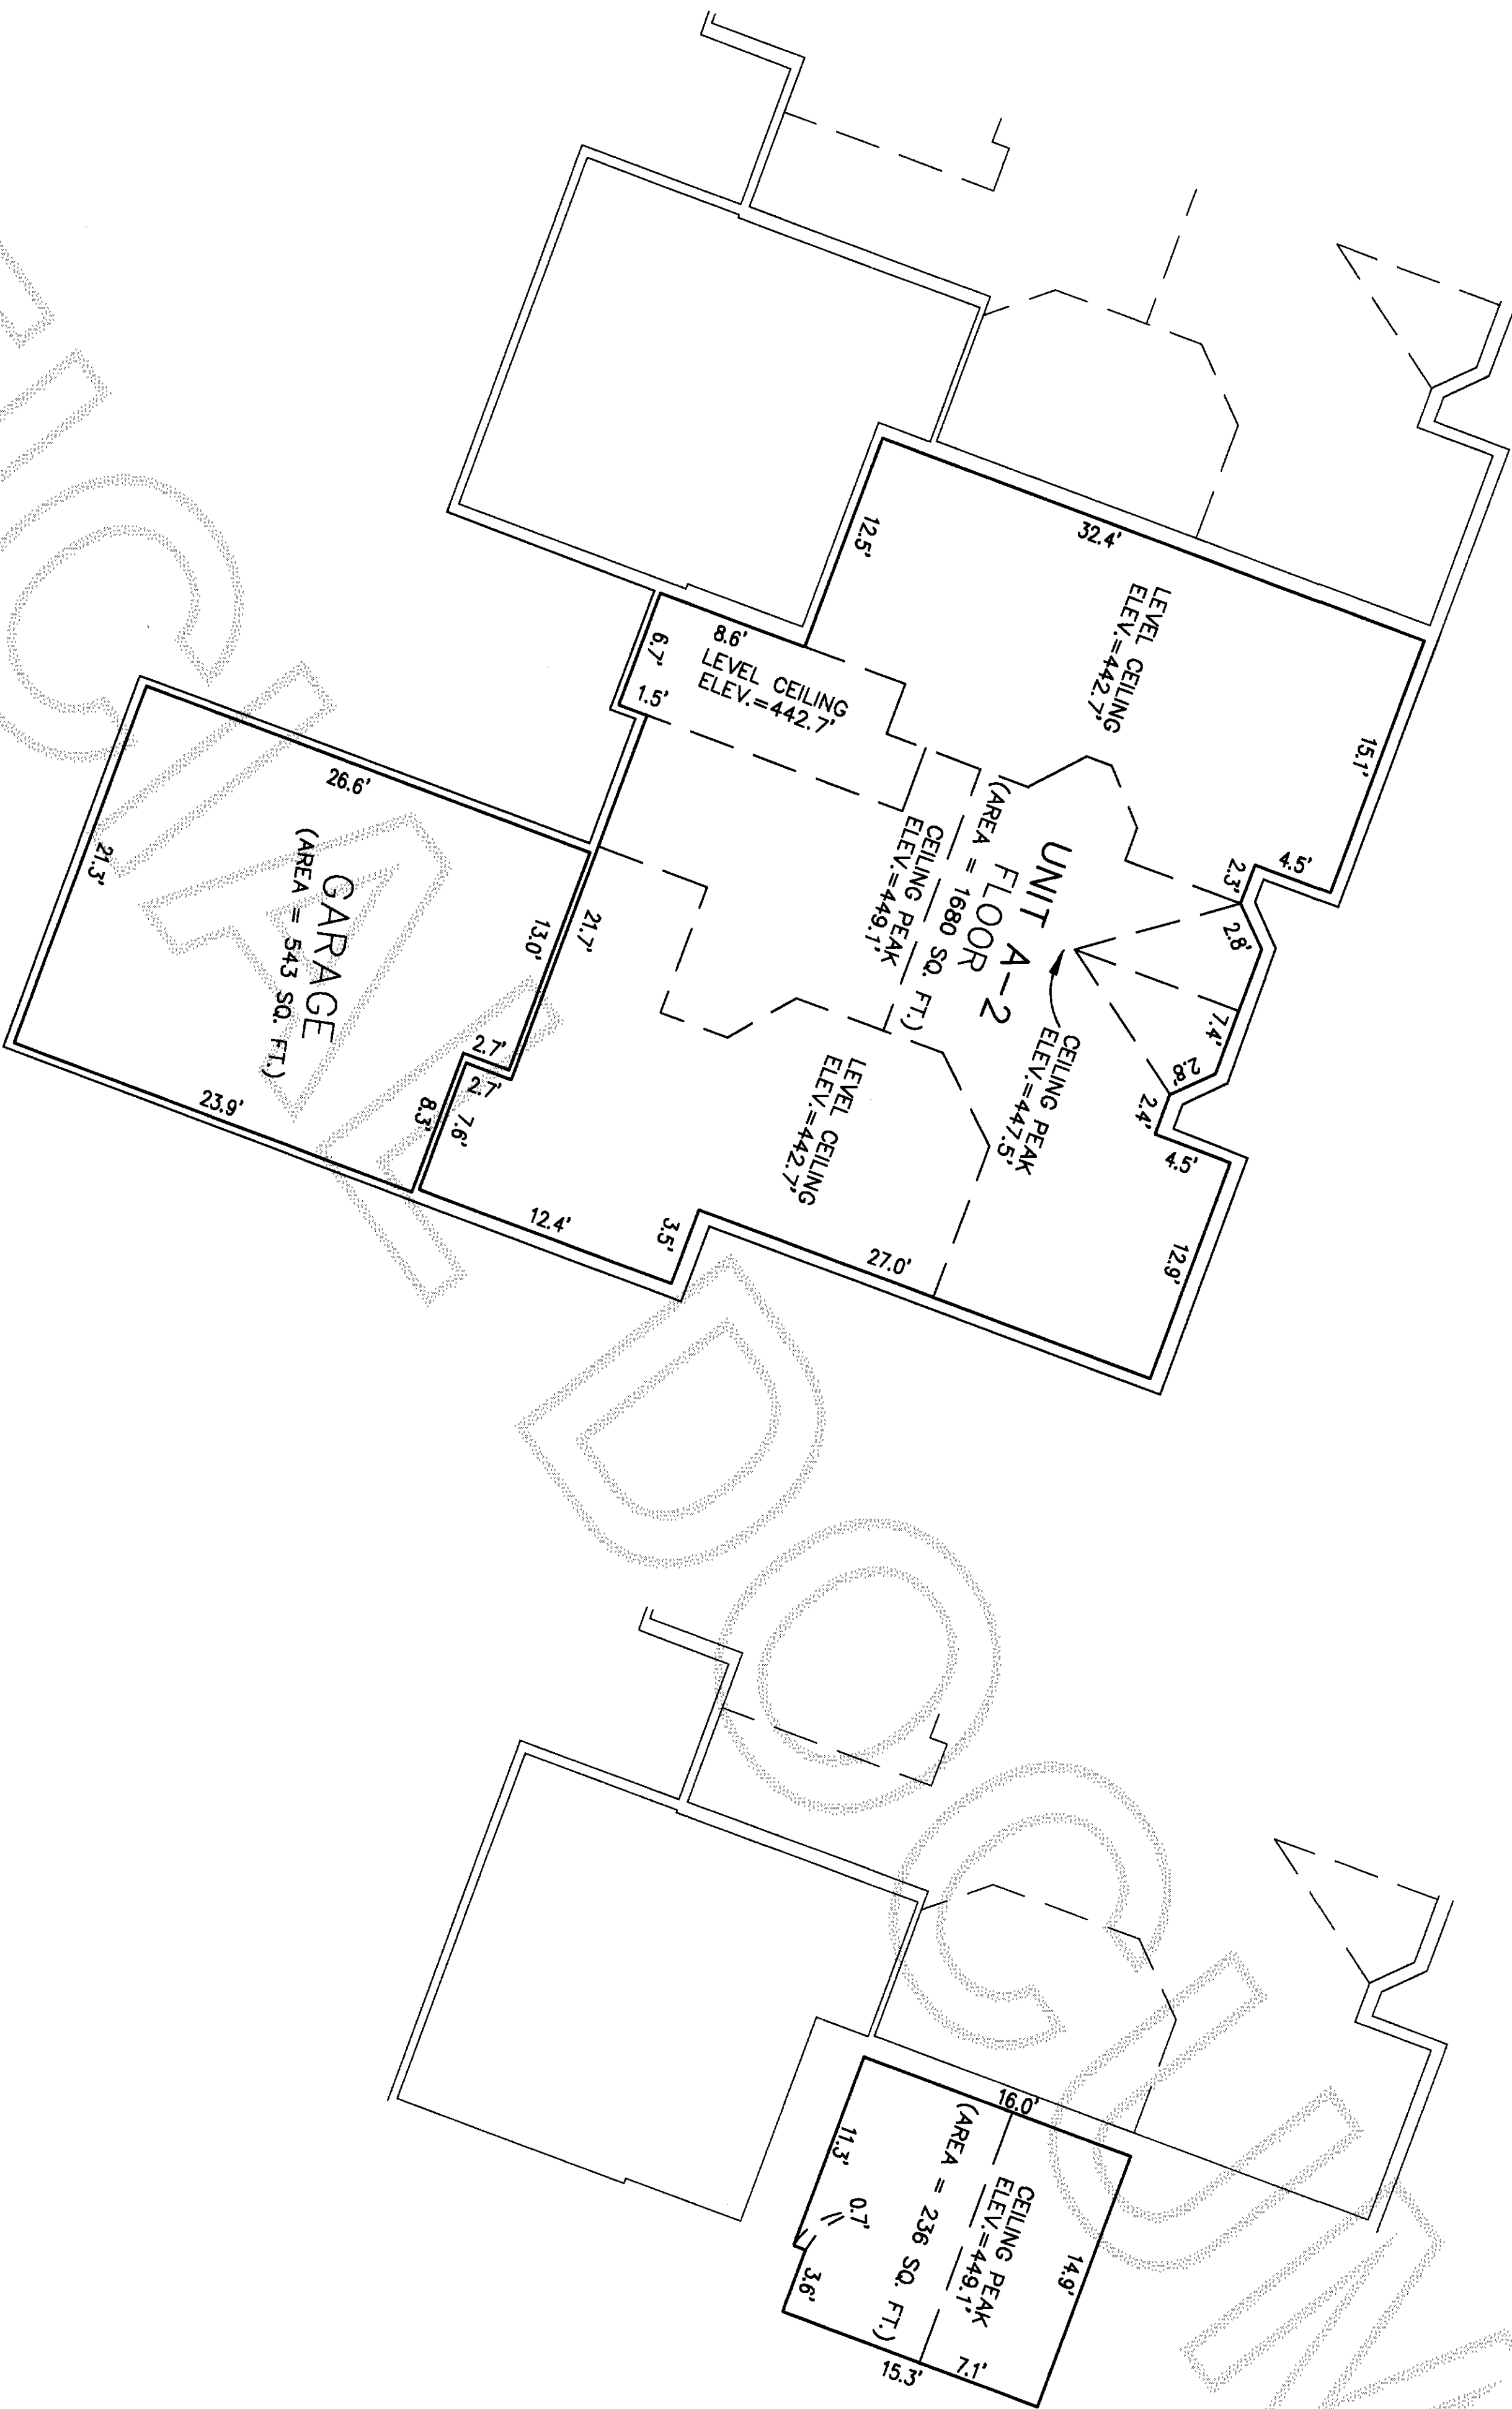 32.4'
12.5'
LEVEL CEILING
ELEV.=442.7'
15.1'
4.5'
2.3'
2.8'
7.4'
2.8'
2.4'
4.5'
12.9'
8.6'
6.7'
1.5'
LEVEL CEILING
ELEV.=442.7'
UNIT A-2
FLOOR
(AREA = 1680 SQ. FT.)
CEILING PEAK
ELEV.=449.1'
CEILING PEAK
ELEV.=447.5'
LEVEL CEILING
ELEV.=442.7'
27.0'
3.5'
12.4'
21.7'
13.0'
2.7'
2.7'
8.3'
7.6'
26.6'
GARAGE
(AREA = 543 SQ. FT.)
21.3'
23.9'
16.0'
11.3'
0.7'
3.6'
(AREA = 236 SQ. FT.)
CEILING PEAK
ELEV.=449.1'
14.9'
7.1'
15.3'